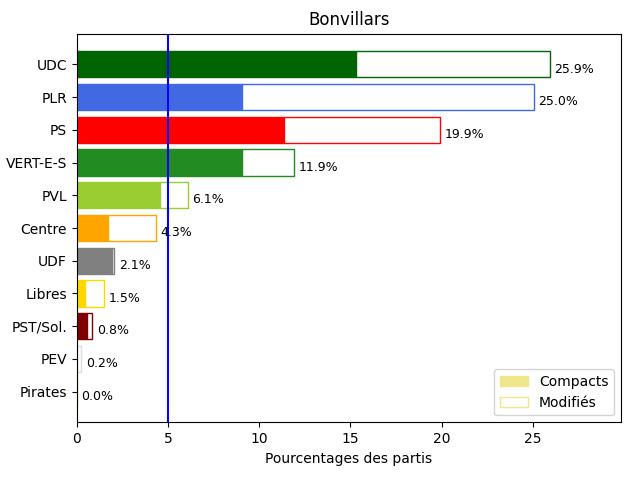 Bonvillars
UDC 25.9%
PLR 25.0%
PS 19.9%
VERT-E-S 11.9%
PVL 6.1%
Centre 4.3%
UDF 2.1%
Libres 1.5%
PST/Sol. 0.8%
PEV 0.2%
Pirates 0.0%
Compacts
Modifiés
0 5 10 15 20 25
Pourcentages des partis